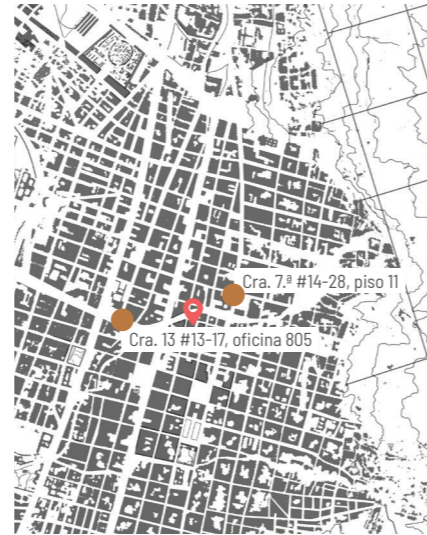 Cra. 7.ª #14-28, piso 11
Cra. 13 #13-17, oficina 805